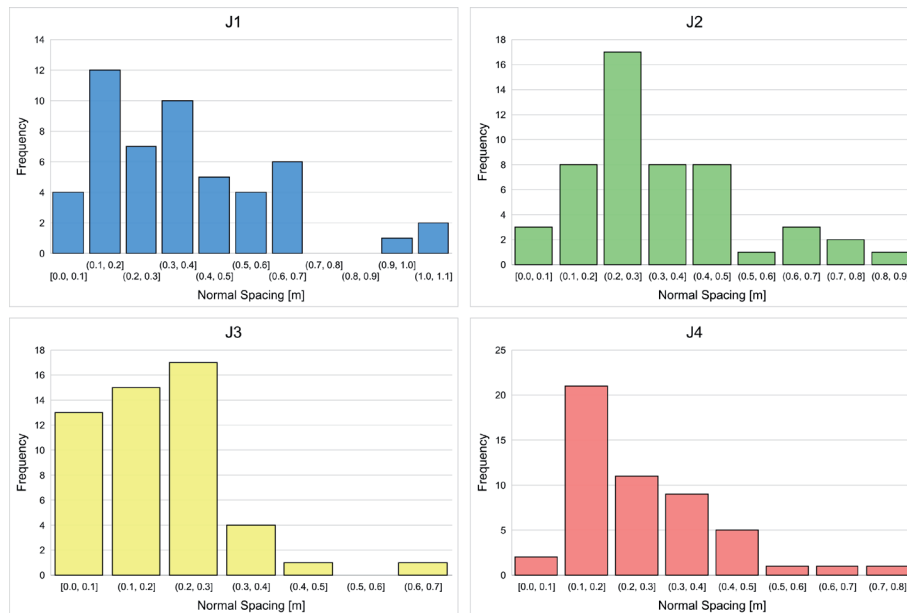 J1
14
12
10
8
6
4
2
0
Frequency
(0.1, 0.2] (0.3, 0.4] (0.5, 0.6] (0.7, 0.8] (0.9, 1.0]
[0.0, 0.1] (0.2, 0.3] (0.4, 0.5] (0.6, 0.7] (0.8, 0.9] (1.0, 1.1]
Normal Spacing [m]
J2
18
16
14
12
10
8
6
4
2
0
Frequency
[0.0, 0.1] (0.1, 0.2] (0.2, 0.3] (0.3, 0.4] (0.4, 0.5] (0.5, 0.6] (0.6, 0.7] (0.7, 0.8] (0.8, 0.9]
Normal Spacing [m]
J3
18
16
14
12
10
8
6
4
2
0
Frequency
[0.0, 0.1] (0.1, 0.2] (0.2, 0.3] (0.3, 0.4] (0.4, 0.5] (0.5, 0.6] (0.6, 0.7]
Normal Spacing [m]
J4
25
20
15
10
5
0
Frequency
[0.0, 0.1] (0.1, 0.2] (0.2, 0.3] (0.3, 0.4] (0.4, 0.5] (0.5, 0.6] (0.6, 0.7] (0.7, 0.8]
Normal Spacing [m]